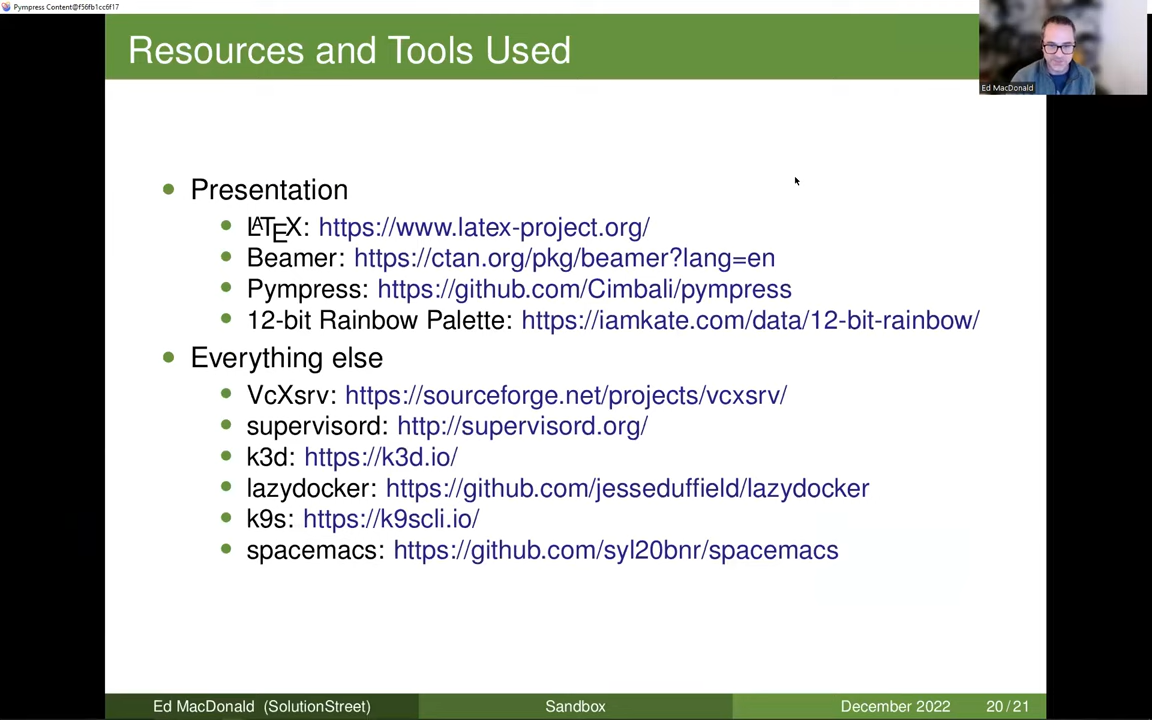 Pympress Content@f56fb1cc6f17
Resources and Tools Used
Ed MacDonald
Presentation
LATEX: https://www.latex-project.org/
Beamer: https://ctan.org/pkg/beamer?lang=en
Pympress: https://github.com/Cimbali/pympress
12-bit Rainbow Palette: https://iamkate.com/data/12-bit-rainbow/
Everything else
VcXsrv: https://sourceforge.net/projects/vcxsrv/
supervisord: http://supervisord.org/
k3d: https://k3d.io/
lazydocker: https://github.com/jesseduffield/lazydocker
k9s: https://k9scli.io/
spacemacs: https://github.com/syl20bnr/spacemacs
Ed MacDonald (SolutionStreet) Sandbox December 2022 20 / 21